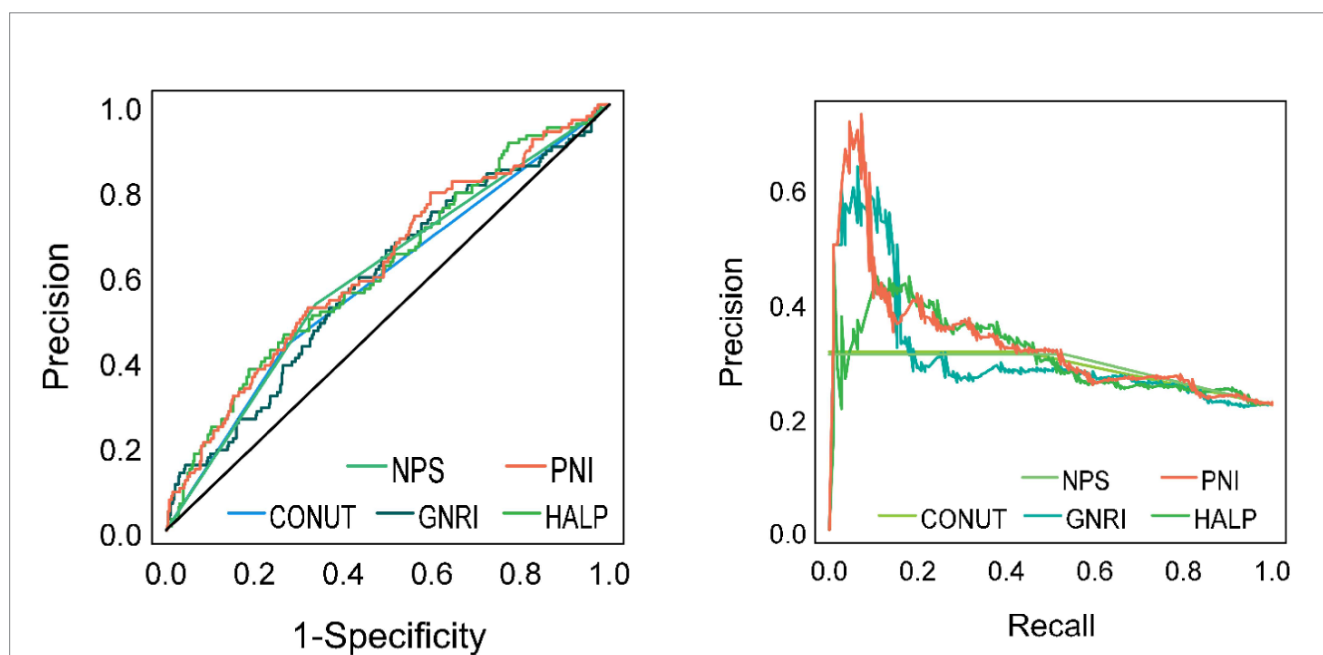 1.0
0.8
0.6
0.4
0.2
0.0
Precision
NPS PNI
CONUT GNRI HALP
0.0 0.2 0.4 0.6 0.8 1.0
1-Specificity
0.6
0.4
0.2
0.0
Precision
NPS PNI
CONUT GNRI HALP
0.0 0.2 0.4 0.6 0.8 1.0
Recall